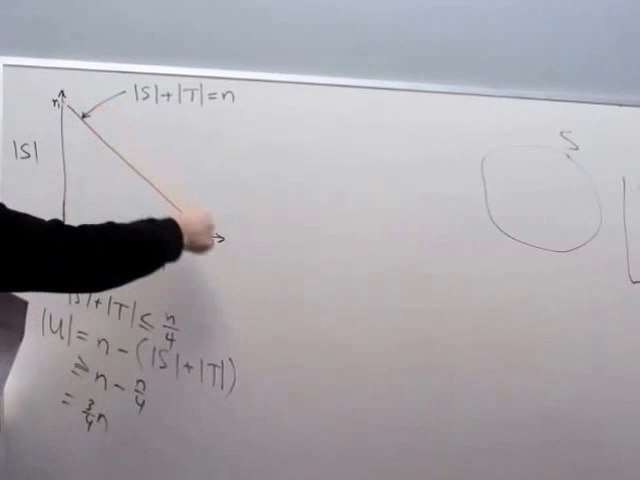 |S|+|T|=n
n
|S|
S
|S|+|T| ≤ n/4
|U| = n - (|S|+|T|)
≥ n - n/4
= 3/4 n